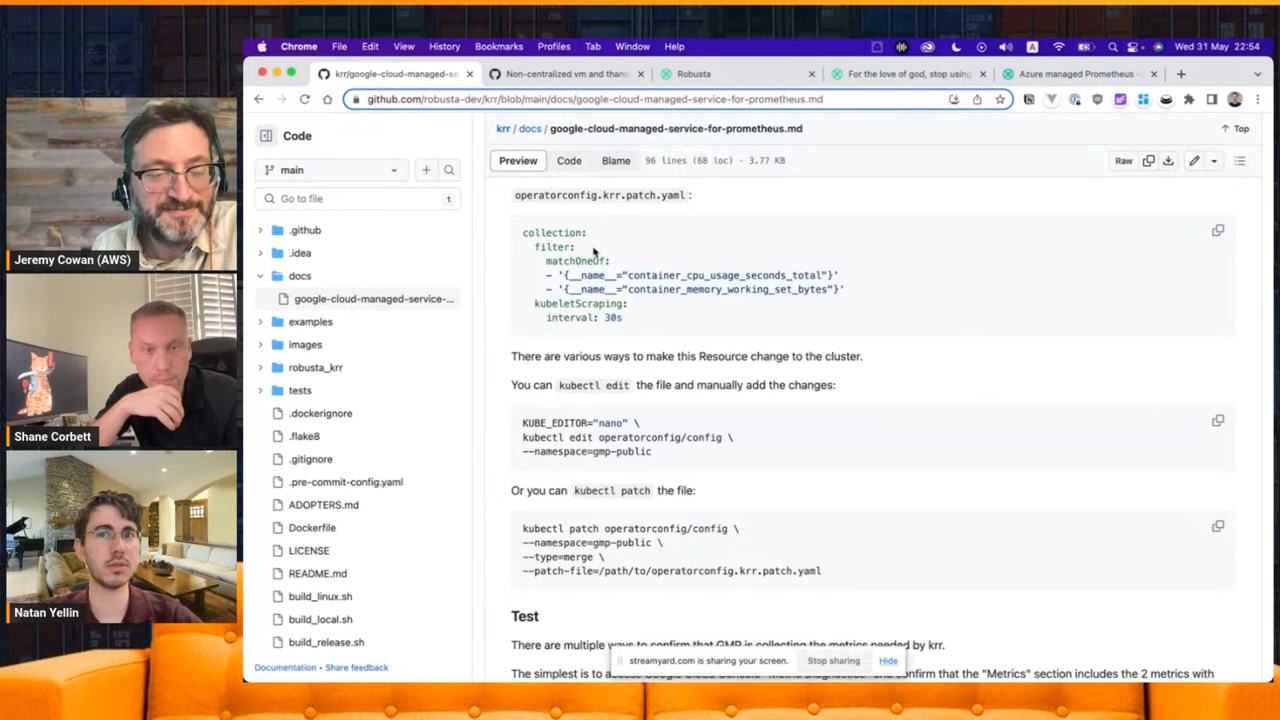 Chrome File Edit View History Bookmarks Profiles Tab Window Help
A
Wed 31 May 22:54
krr/google-cloud-managed-se
Non-centralized vm and than
Robusta
For the love of god, stop using
Azure managed Prometheus -
github.com/robusta-dev/krr/blob/main/docs/google-cloud-managed-service-for-prometheus.md
Code
main
Go to file
t
.github
.idea
docs
google-cloud-managed-service-...
examples
images
robusta_krr
tests
.dockerignore
.flake8
.gitignore
.pre-commit-config.yaml
ADOPTERS.md
Dockerfile
LICENSE
README.md
build_linux.sh
build_local.sh
build_release.sh
Documentation • Share feedback
krr / docs / google-cloud-managed-service-for-prometheus.md
Top
Preview Code Blame 96 lines (68 loc) · 3.77 KB
Raw
operatorconfig.krr.patch.yaml :
collection:
filter:
matchOneOf:
- '{__name__="container_cpu_usage_seconds_total"}'
- '{__name__="container_memory_working_set_bytes"}'
kubeletScraping:
interval: 30s
There are various ways to make this Resource change to the cluster.
You can kubectl edit the file and manually add the changes:
KUBE_EDITOR="nano" \
kubectl edit operatorconfig/config \
--namespace=gmp-public
Or you can kubectl patch the file:
kubectl patch operatorconfig/config \
--namespace=gmp-public \
--type=merge \
--patch-file=/path/to/operatorconfig.krr.patch.yaml
Test
There are multiple ways to confirm that GMP is collecting the metrics needed by krr.
The simplest is to
confirm that the "Metrics" section includes the 2 metrics with
streamyard.com is sharing your screen.
Stop sharing
Hide
Jeremy Cowan (AWS)
Shane Corbett
Natan Yellin